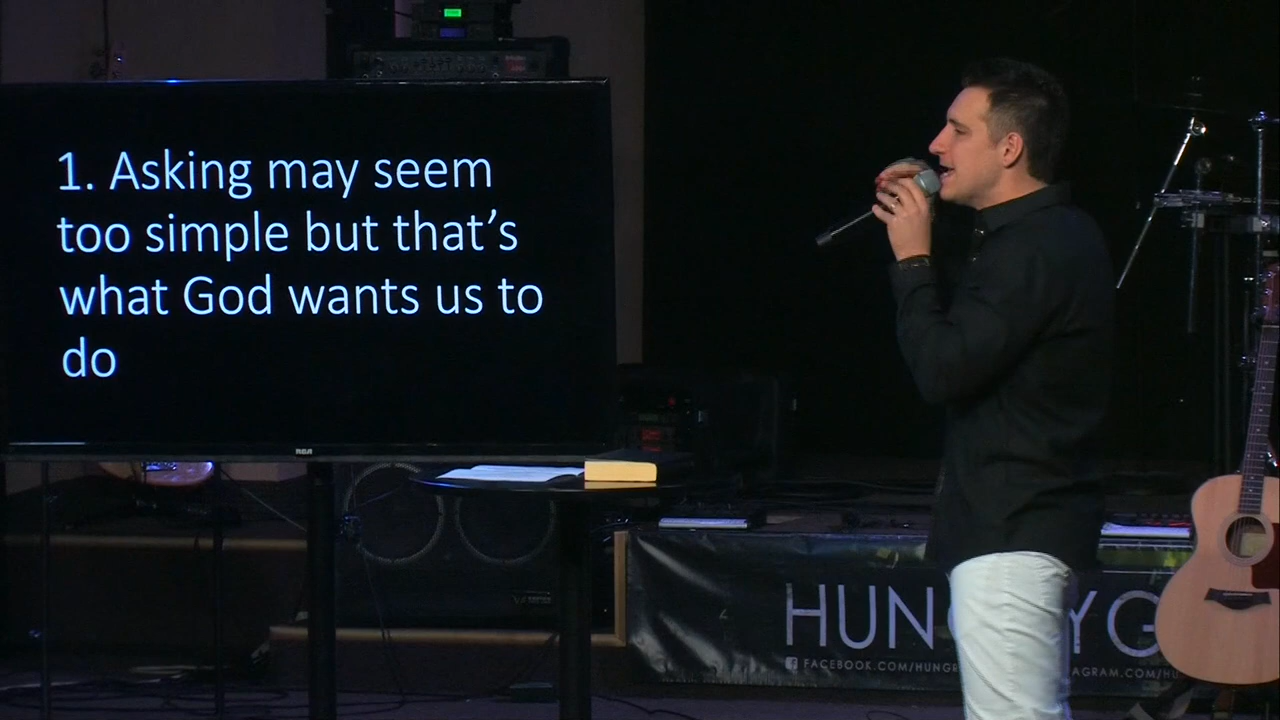 1. Asking may seem
too simple but that's
what God wants us to
do
RCA
HUN YG
FACEBOOK.COM/HUNGR
AGRAM.COM/HU